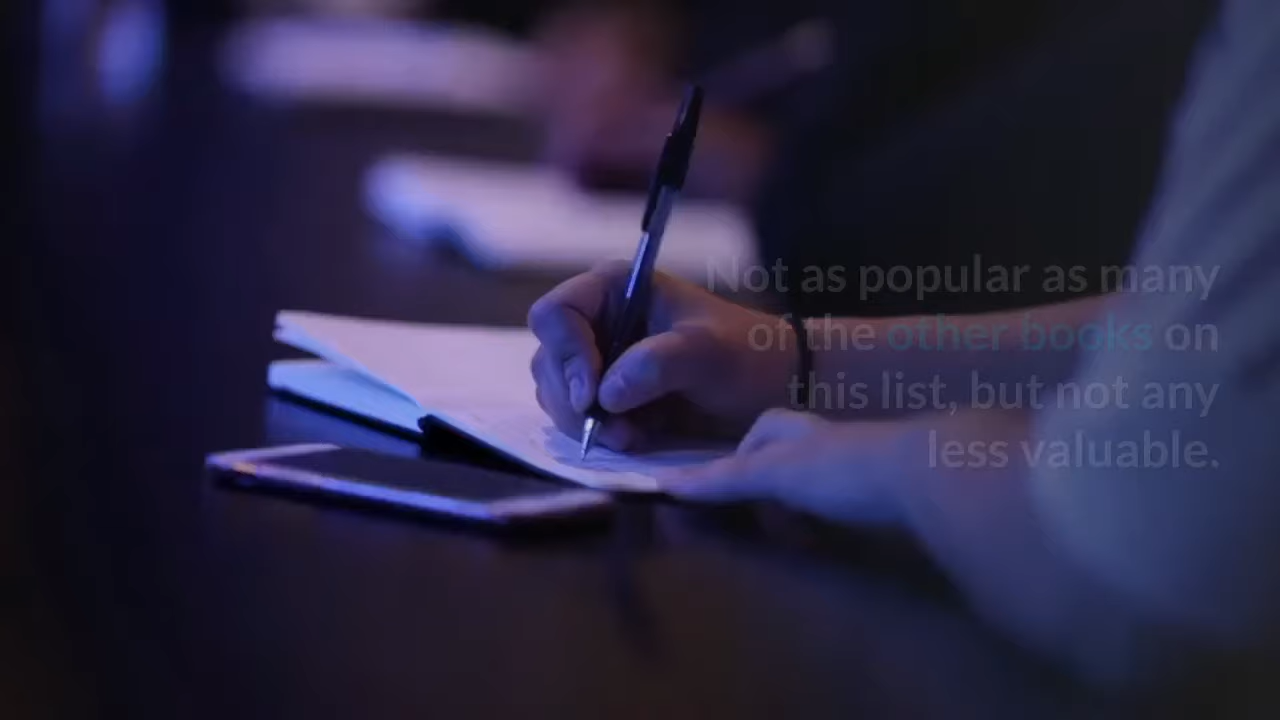 Not as popular as many
of the other books on
this list, but not any
less valuable.